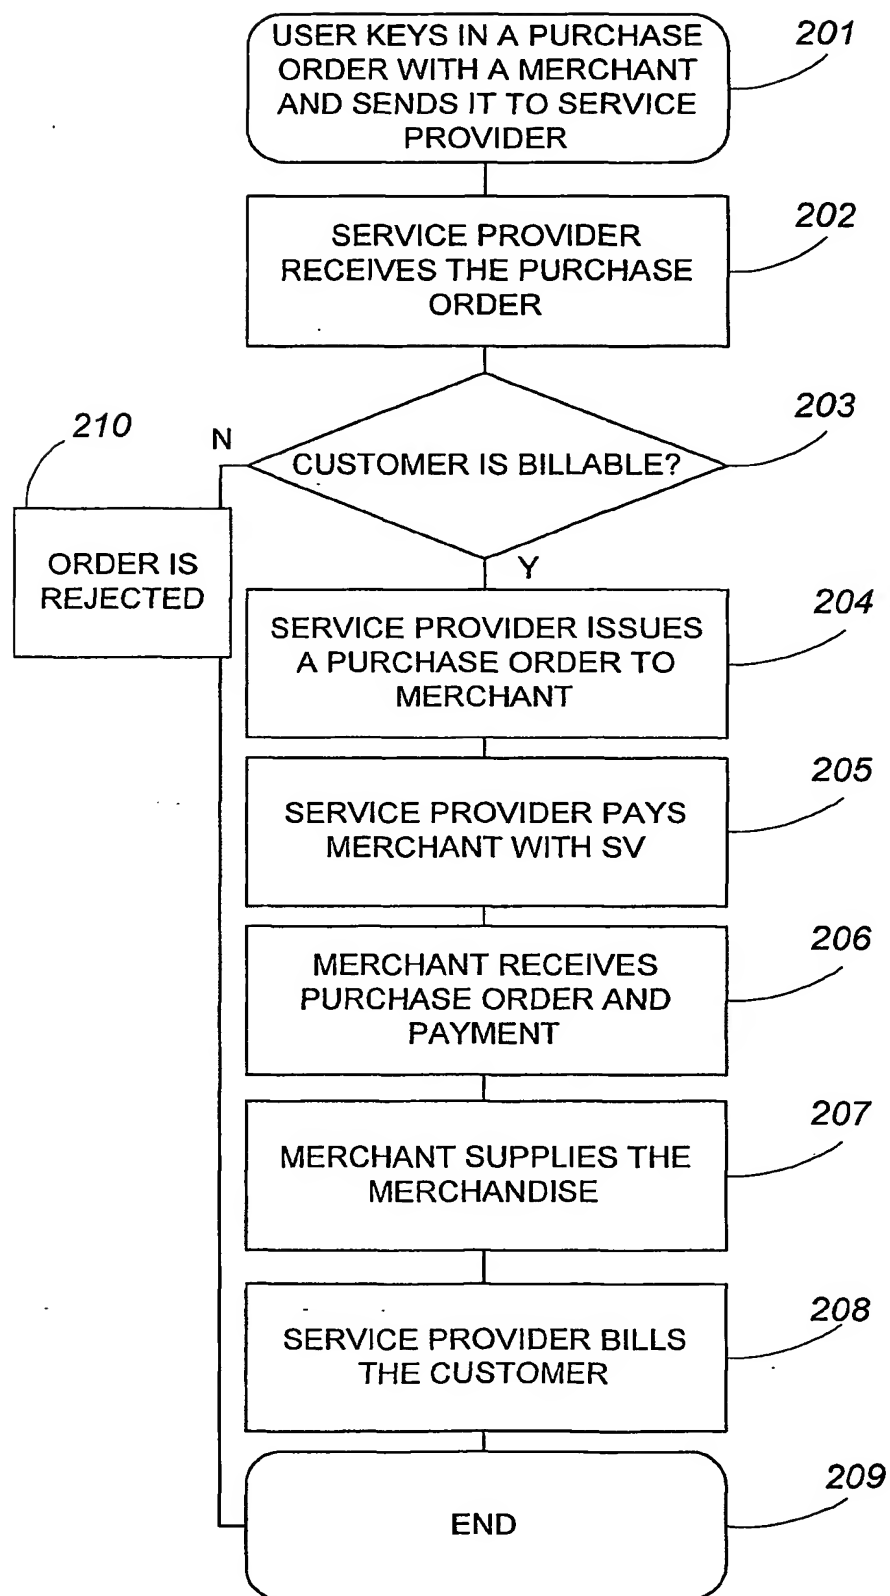 USER KEYS IN A PURCHASE
ORDER WITH A MERCHANT
AND SENDS IT TO SERVICE
PROVIDER
201
SERVICE PROVIDER
RECEIVES THE PURCHASE
ORDER
202
CUSTOMER IS BILLABLE?
203
N
210
ORDER IS
REJECTED
Y
SERVICE PROVIDER ISSUES
A PURCHASE ORDER TO
MERCHANT
204
SERVICE PROVIDER PAYS
MERCHANT WITH SV
205
MERCHANT RECEIVES
PURCHASE ORDER AND
PAYMENT
206
MERCHANT SUPPLIES THE
MERCHANDISE
207
SERVICE PROVIDER BILLS
THE CUSTOMER
208
END
209